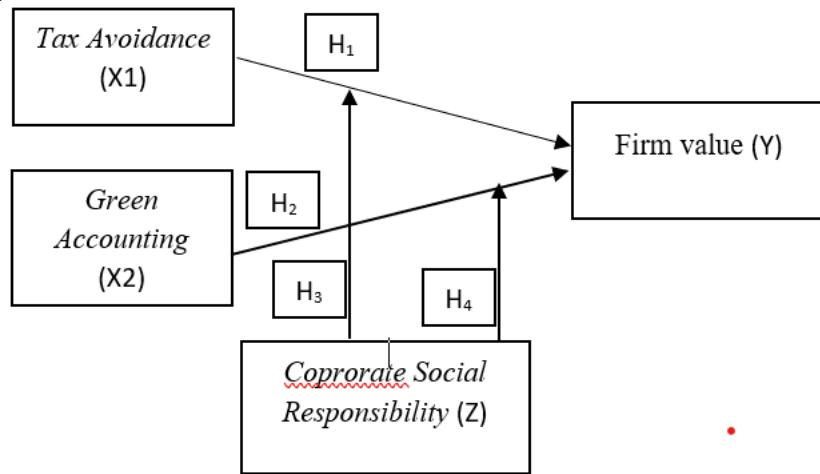 Tax Avoidance
(X1)
H₁
Firm value (Y)
Green
Accounting
(X2)
H₂
H₃
H₄
Coprorate Social
Responsibility (Z)